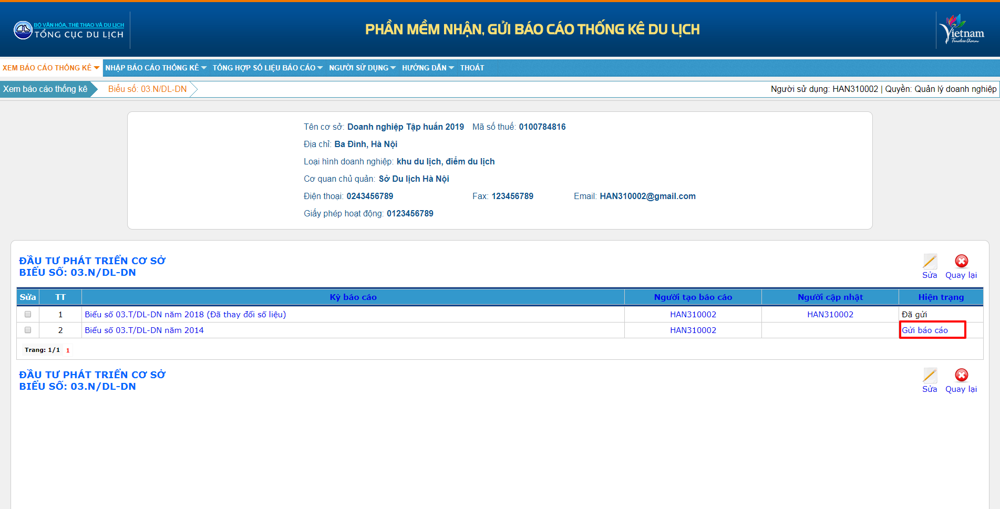 BỘ VĂN HÓA, THỂ THAO VÀ DU LỊCH
TỔNG CỤC DU LỊCH
PHẦN MỀM NHẬN, GỬI BÁO CÁO THỐNG KÊ DU LỊCH
Vietnam
Timeless Charm
XEM BÁO CÁO THỐNG KÊ NHẬP BÁO CÁO THỐNG KÊ TỔNG HỢP SỐ LIỆU BÁO CÁO NGƯỜI SỬ DỤNG HƯỚNG DẪN THOÁT
Xem báo cáo thống kê Biểu số: 03.N/DL-DN Người sử dụng: HAN310002 | Quyền: Quản lý doanh nghiệp
Tên cơ sở: Doanh nghiệp Tập huấn 2019 Mã số thuế: 0100784816
Địa chỉ: Ba Đình, Hà Nội
Loại hình doanh nghiệp: khu du lịch, điểm du lịch
Cơ quan chủ quản: Sở Du lịch Hà Nội
Điện thoại: 0243456789 Fax: 123456789 Email: HAN310002@gmail.com
Giấy phép hoạt động: 0123456789
ĐẦU TƯ PHÁT TRIỂN CƠ SỞ
BIỂU SỐ: 03.N/DL-DN
Sửa Quay lại
Sửa TT Kỳ báo cáo Người tạo báo cáo Người cập nhật Hiện trạng
1 Biểu số 03.T/DL-DN năm 2018 (Đã thay đổi số liệu) HAN310002 HAN310002 Đã gửi
2 Biểu số 03.T/DL-DN năm 2014 HAN310002 Gửi báo cáo
Trang: 1/1 1
ĐẦU TƯ PHÁT TRIỂN CƠ SỞ
BIỂU SỐ: 03.N/DL-DN
Sửa Quay lại